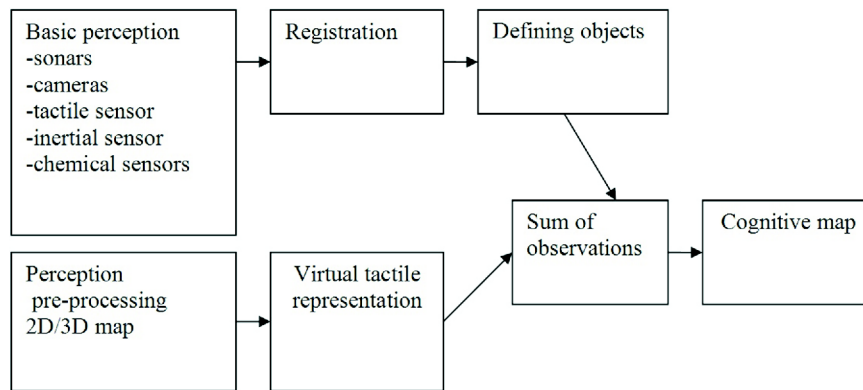 Basic perception
-sonars
-cameras
-tactile sensor
-inertial sensor
-chemical sensors
Registration
Defining objects
Perception
pre-processing
2D/3D map
Virtual tactile
representation
Sum of
observations
Cognitive map